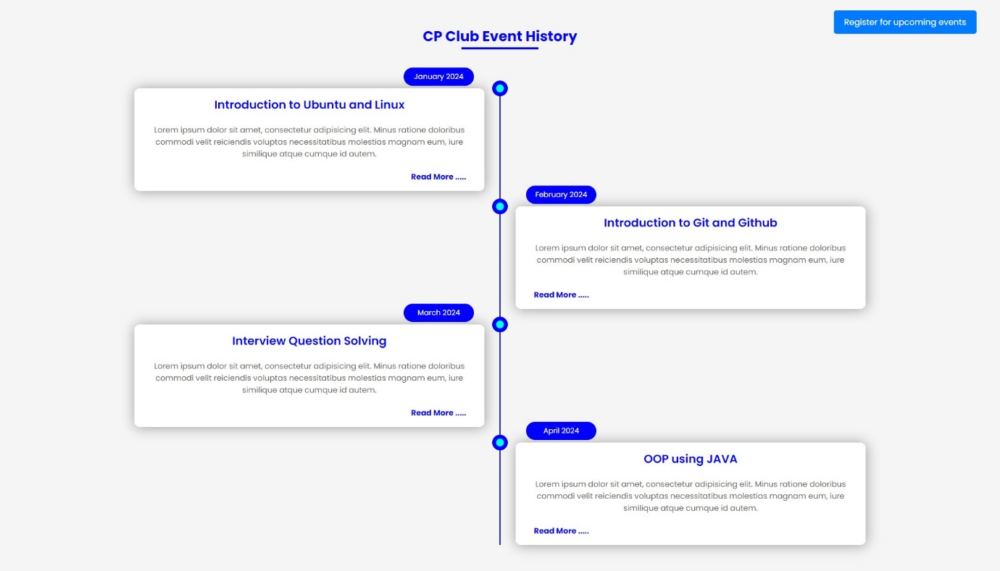 Register for upcoming events
CP Club Event History
January 2024
Introduction to Ubuntu and Linux
Lorem ipsum dolor sit amet, consectetur adipisicing elit. Minus ratione doloribus
commodi velit reiciendis voluptas necessitatibus molestias magnam eum, iure
similique atque cumque id autem.
Read More .....
February 2024
Introduction to Git and Github
Lorem ipsum dolor sit amet, consectetur adipisicing elit. Minus ratione doloribus
commodi velit reiciendis voluptas necessitatibus molestias magnam eum, iure
similique atque cumque id autem.
Read More .....
March 2024
Interview Question Solving
Lorem ipsum dolor sit amet, consectetur adipisicing elit. Minus ratione doloribus
commodi velit reiciendis voluptas necessitatibus molestias magnam eum, iure
similique atque cumque id autem.
Read More .....
April 2024
OOP using JAVA
Lorem ipsum dolor sit amet, consectetur adipisicing elit. Minus ratione doloribus
commodi velit reiciendis voluptas necessitatibus molestias magnam eum, iure
similique atque cumque id autem.
Read More .....